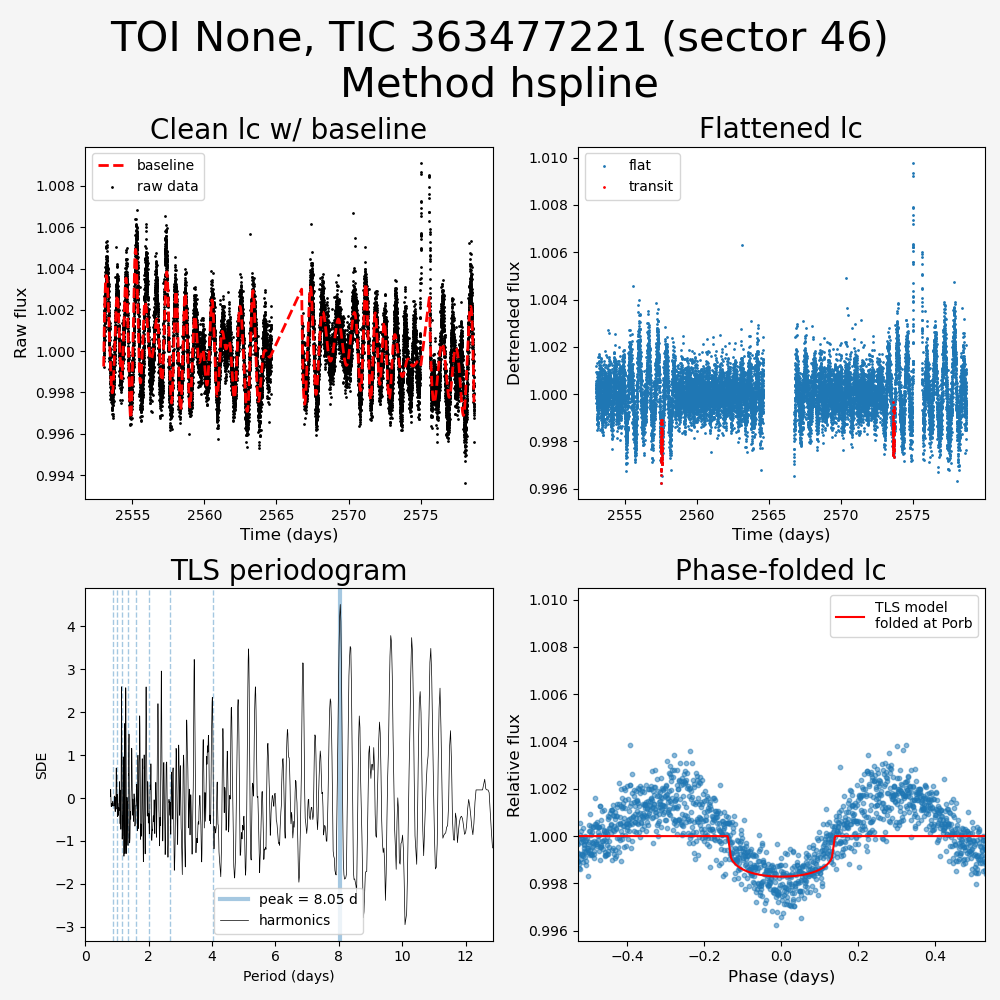 TOI None, TIC 363477221 (sector 46)
Method hspline
Clean lc w/ baseline
baseline
raw data
1.008
1.006
1.004
1.002
1.000
0.998
0.996
0.994
Raw flux
2555
2560
2565
2570
2575
Time (days)
Flattened lc
flat
transit
1.010
1.008
1.006
1.004
1.002
1.000
0.998
0.996
Detrended flux
2555
2560
2565
2570
2575
Time (days)
TLS periodogram
4
3
2
1
0
−1
−2
−3
SDE
peak = 8.05 d
harmonics
0
2
4
6
8
10
12
Period (days)
Phase-folded lc
TLS model
folded at Porb
1.010
1.008
1.006
1.004
1.002
1.000
0.998
0.996
Relative flux
−0.4
−0.2
0.0
0.2
0.4
Phase (days)